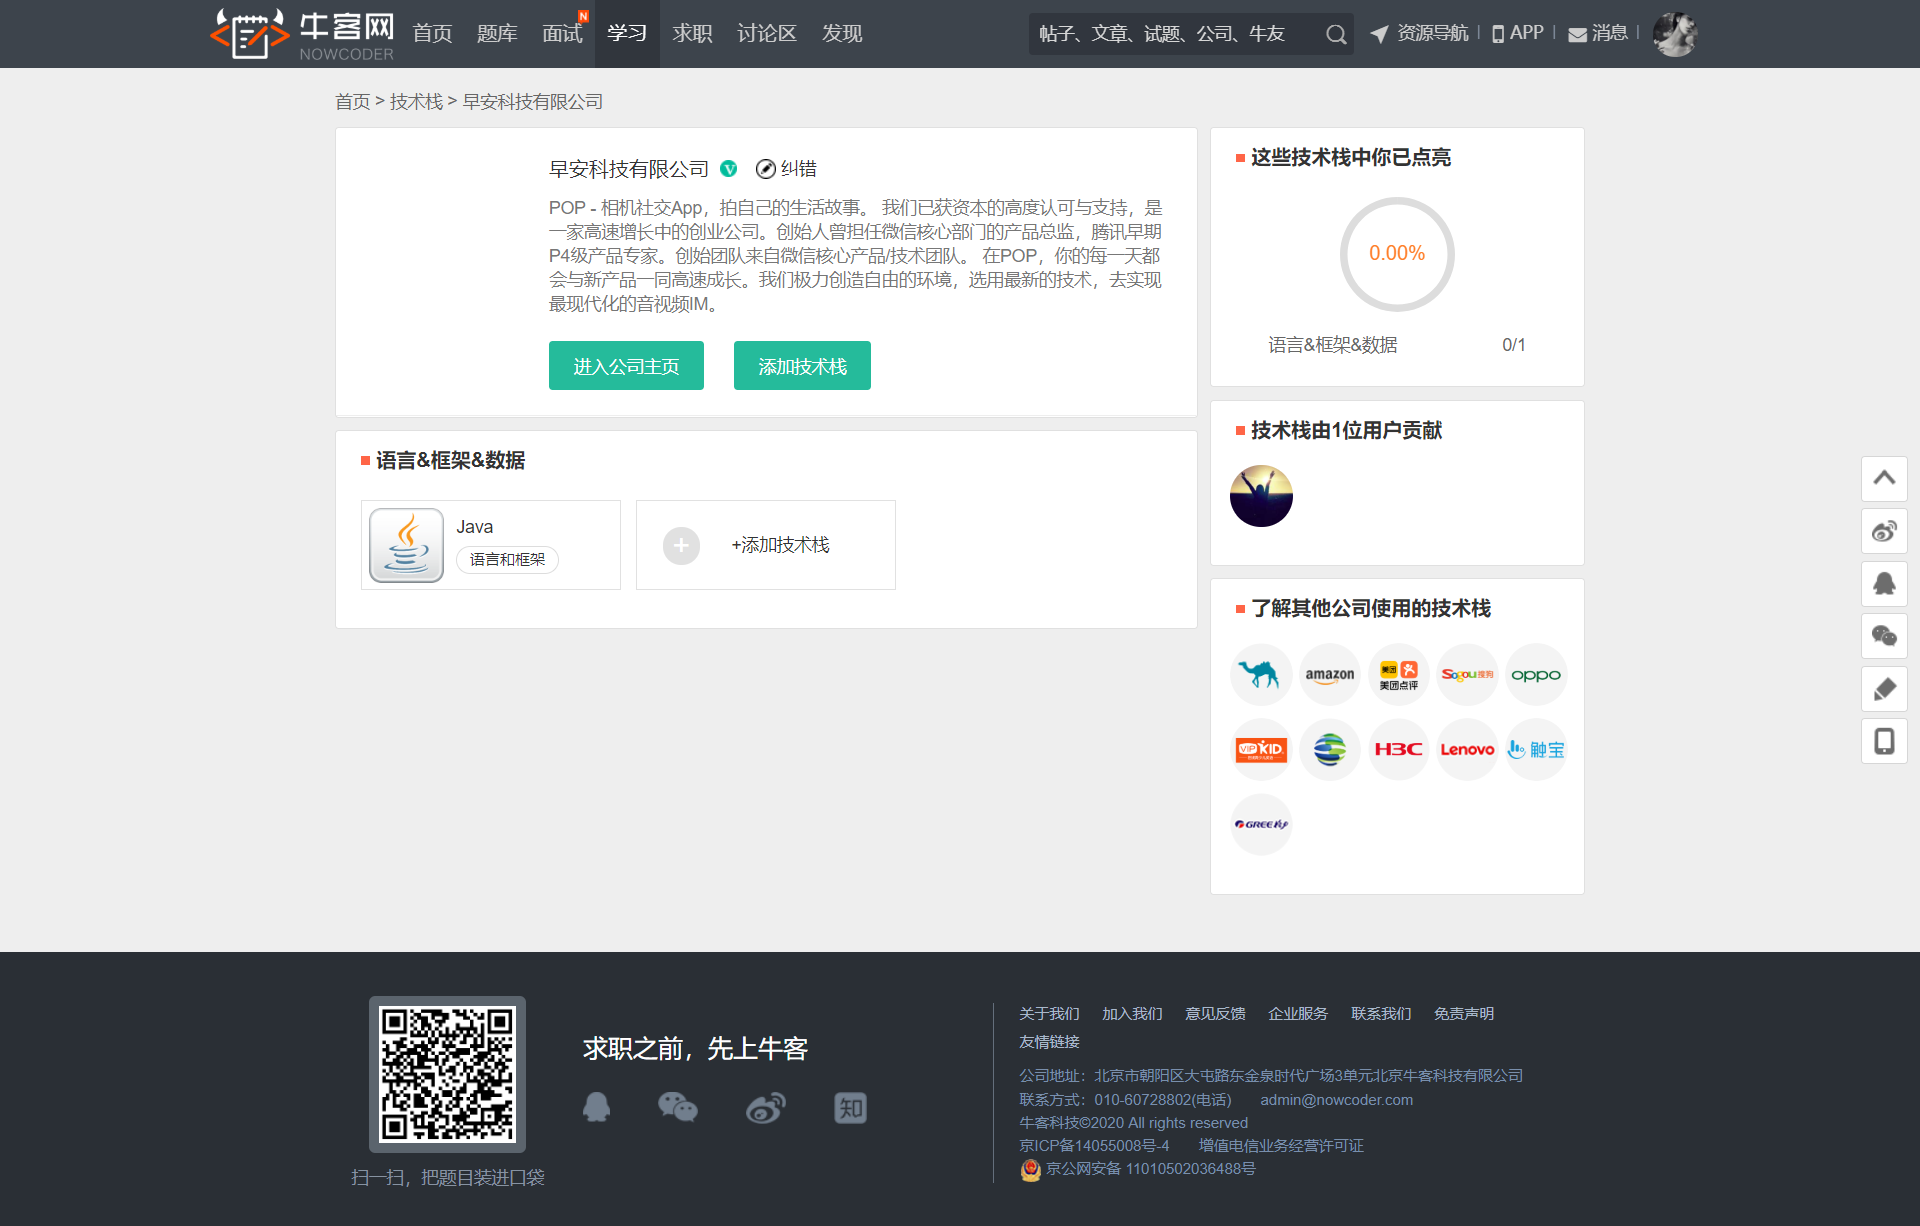 牛客网
NOWCODER
首页 题库 面试 N 学习 求职 讨论区 发现
帖子、文章、试题、公司、牛友
资源导航 | APP | 消息 |
首页 > 技术栈 > 早安科技有限公司
早安科技有限公司 V 纠错
POP - 相机社交App，拍自己的生活故事。 我们已获资本的高度认可与支持，是
一家高速增长中的创业公司。创始人曾担任微信核心部门的产品总监，腾讯早期
P4级产品专家。创始团队来自微信核心产品/技术团队。 在POP，你的每一天都
会与新产品一同高速成长。我们极力创造自由的环境，选用最新的技术，去实现
最现代化的音视频IM。
进入公司主页 添加技术栈
语言&框架&数据
Java
语言和框架
+添加技术栈
这些技术栈中你已点亮
0.00%
语言&框架&数据 0/1
技术栈由1位用户贡献
了解其他公司使用的技术栈
amazon
美团
美团点评
Sogou搜狗
OPPO
VIPKID
H3C
Lenovo
触宝
GREE
扫一扫，把题目装进口袋
求职之前，先上牛客
知
关于我们 加入我们 意见反馈 企业服务 联系我们 免责声明
友情链接
公司地址：北京市朝阳区大屯路东金泉时代广场3单元北京牛客科技有限公司
联系方式：010-60728802(电话) admin@nowcoder.com
牛客科技©2020 All rights reserved
京ICP备14055008号-4 增值电信业务经营许可证
京公网安备 11010502036488号